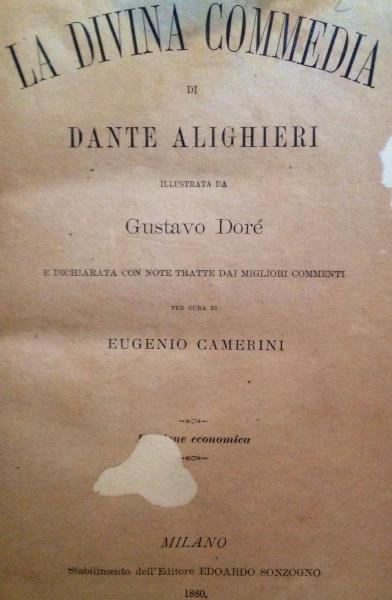 LA DIVINA COMMEDIA
DI
DANTE ALIGHIERI
ILLUSTRATA DA
Gustavo Doré
E DICHIARATA CON NOTE TRATTE DAI MIGLIORI COMMENTI
PER CURA DI
EUGENIO CAMERINI
economica
MILANO
Stabilimento dell'Editore EDOARDO SONZOGNO
1880.